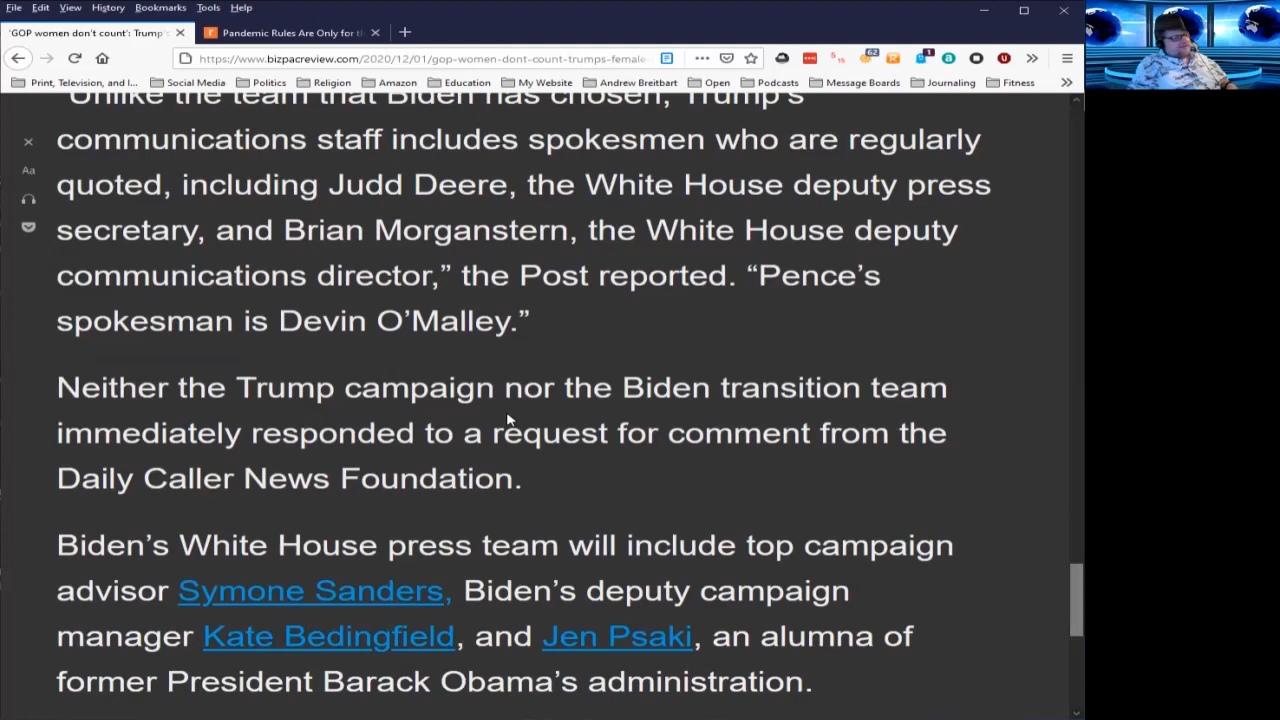 File Edit View History Bookmarks Tools Help
'GOP women don't count': Trump's
Pandemic Rules Are Only for th
https://www.bizpacreview.com/2020/12/01/gop-women-dont-count-trumps-female-
62
5
15
1
Print, Television, and I... Social Media Politics Religion Amazon Education My Website Andrew Breitbart Open Podcasts Message Boards Journaling Fitness
Aa
"Unlike the team that Biden has chosen, Trump's
communications staff includes spokesmen who are regularly
quoted, including Judd Deere, the White House deputy press
secretary, and Brian Morganstern, the White House deputy
communications director,” the Post reported. “Pence’s
spokesman is Devin O’Malley.”
Neither the Trump campaign nor the Biden transition team
immediately responded to a request for comment from the
Daily Caller News Foundation.
Biden’s White House press team will include top campaign
advisor Symone Sanders, Biden’s deputy campaign
manager Kate Bedingfield, and Jen Psaki, an alumna of
former President Barack Obama’s administration.